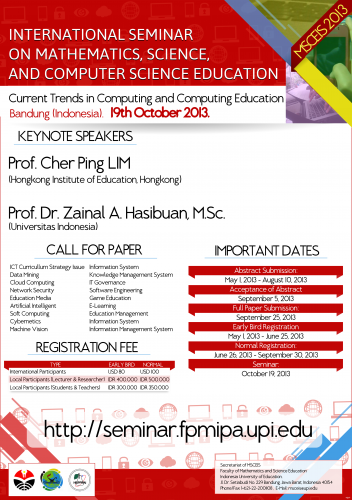 INTERNATIONAL SEMINAR
ON MATHEMATICS, SCIENCE,
AND COMPUTER SCIENCE EDUCATION
MSCEIS 2013
Current Trends in Computing and Computing Education
Bandung (Indonesia). 19th October 2013.
KEYNOTE SPEAKERS
Prof. Cher Ping LIM
(Hongkong Institute of Education, Hongkong)
Prof. Dr. Zainal A. Hasibuan, M.Sc.
(Universitas Indonesia)
CALL FOR PAPER
ICT Curricullum Strategy Issue Information System
Data Mining Knowledge Management System
Cloud Computing IT Governance
Network Security Software Engineering
Education Media Game Education
Artificial Intelligent E-Learning
Soft Computing Education Management
Cybernetics Information System
Machine Vision Information Management System
REGISTRATION FEE
TYPE EARLY BIRD NORMAL
International Participants USD 80 USD 100
Local Participants (Lecturer & Researcher) IDR 400.000 IDR 500.000
Local Participants (Students & Teachers) IDR 300.000 IDR 350.000
IMPORTANT DATES
Abstract Submission:
May 1, 2013 - August 10, 2013
Acceptance of Abstract
September 5, 2013
Full Paper Submission:
September 25, 2013
Early Bird Registration
May 1, 2013 - June 25, 2013
Normal Registration:
June 26, 2013 - September 30, 2013
Seminar:
October 19, 2013
http://seminar.fpmipa.upi.edu
Secretariat of MSCEIS
Faculty of Mathematics and Science Education
Indonesia University of Education
Jl. Dr. Setiabudi No. 229 Bandung, Jawa Barat, Indonesia 40154
Phone/Fax: (+62)-22-2001108 E-mail: msceis@upi.edu